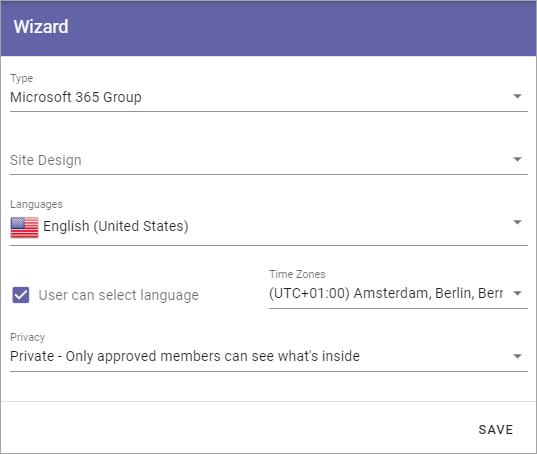 Wizard
Type
Microsoft 365 Group
Site Design
Languages
English (United States)
Time Zones
User can select language
(UTC+01:00) Amsterdam, Berlin, Berr
Privacy
Private - Only approved members can see what's inside
SAVE